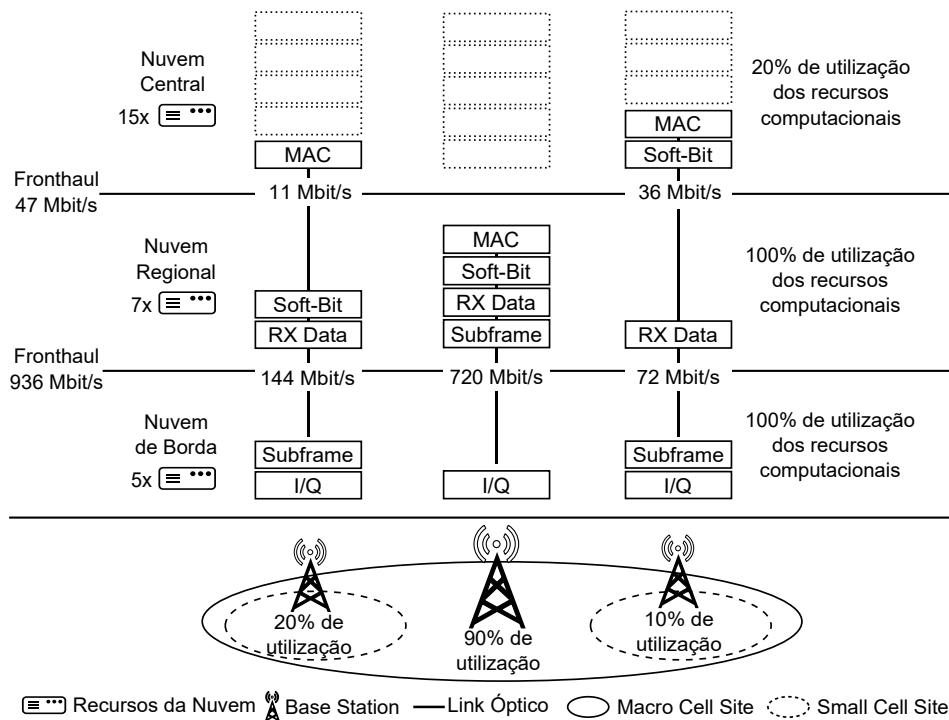 Nuvem
Central
15x
MAC
MAC
Soft-Bit
20% de utilização
dos recursos
computacionais
Fronthaul
47 Mbit/s
11 Mbit/s
36 Mbit/s
Nuvem
Regional
7x
Soft-Bit
RX Data
MAC
Soft-Bit
RX Data
Subframe
RX Data
100% de utilização
dos recursos
computacionais
Fronthaul
936 Mbit/s
144 Mbit/s
720 Mbit/s
72 Mbit/s
Nuvem
de Borda
5x
Subframe
I/Q
I/Q
Subframe
I/Q
100% de utilização
dos recursos
computacionais
20% de
utilização
90% de
utilização
10% de
utilização
Recursos da Nuvem Base Station Link Óptico Macro Cell Site Small Cell Site